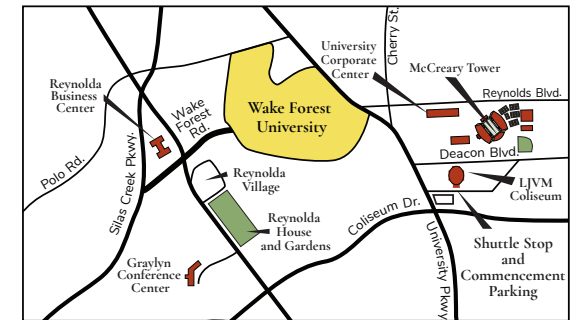 Cherry St.
University
Corporate
Center
McCreary Tower
Reynolda
Business
Center
Reynolds Blvd.
Wake
Forest
Rd.
Wake Forest
University
Deacon Blvd.
Polo Rd.
Silas Creek Pkwy.
Reynolda
Village
LJVM
Coliseum
Coliseum Dr.
Reynolda
House
and Gardens
University Pkwy
Shuttle Stop
and
Commencement
Parking
Graylyn
Conference
Center